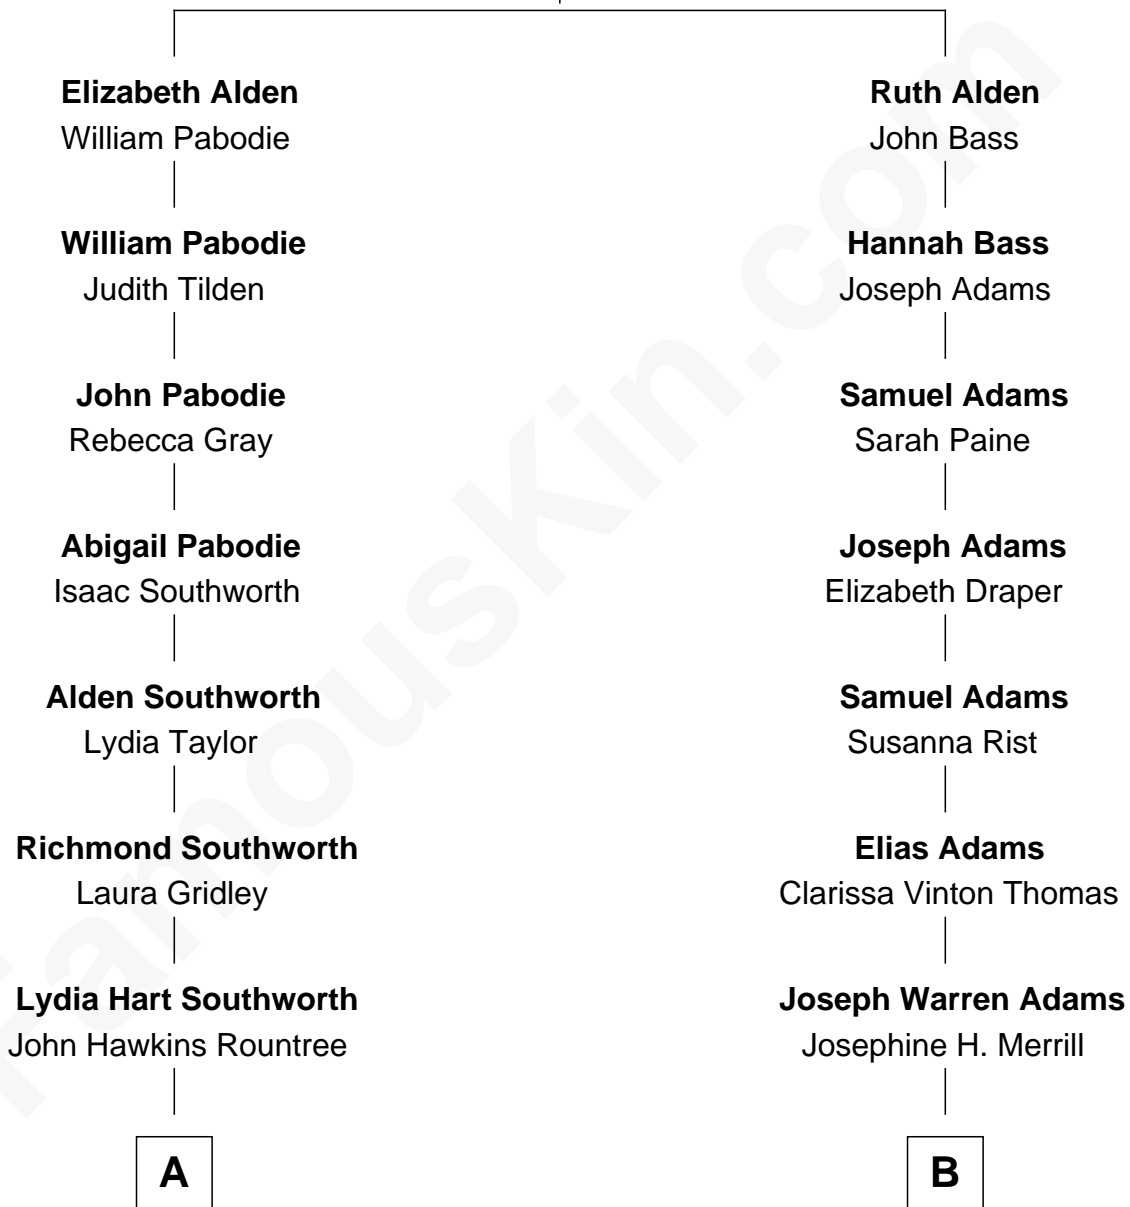 Elizabeth Alden
William Pabodie
William Pabodie
Judith Tilden
John Pabodie
Rebecca Gray
Abigail Pabodie
Isaac Southworth
Alden Southworth
Lydia Taylor
Richmond Southworth
Laura Gridley
Lydia Hart Southworth
John Hawkins Rountree
A
Ruth Alden
John Bass
Hannah Bass
Joseph Adams
Samuel Adams
Sarah Paine
Joseph Adams
Elizabeth Draper
Samuel Adams
Susanna Rist
Elias Adams
Clarissa Vinton Thomas
Joseph Warren Adams
Josephine H. Merrill
B
FamousKin.com